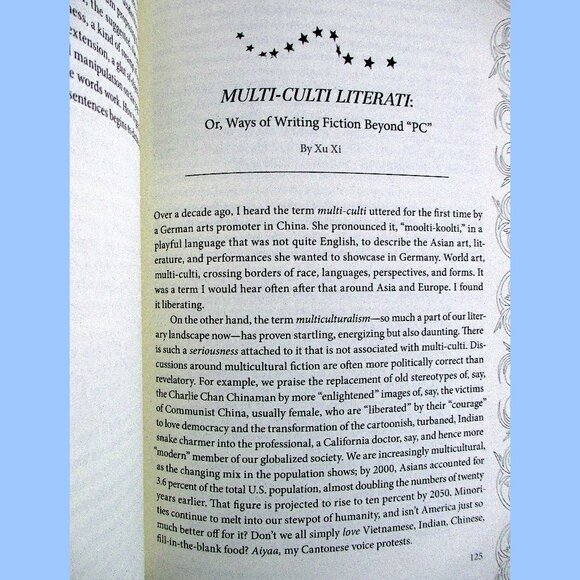 the suggested
ness, a kind of
extension, a
manipulation
words work. How
sentences begins to
MULTI-CULTI LITERATI:
Or, Ways of Writing Fiction Beyond “PC”
By Xu Xi
Over a decade ago, I heard the term multi-culti uttered for the first time by
a German arts promoter in China. She pronounced it, “moolti-koolti,” in a
playful language that was not quite English, to describe the Asian art, lit-
erature, and performances she wanted to showcase in Germany. World art,
multi-culti, crossing borders of race, languages, perspectives, and forms. It
was a term I would hear often after that around Asia and Europe. I found
it liberating.
On the other hand, the term multiculturalism—so much a part of our liter-
ary landscape now—has proven startling, energizing but also daunting. There
is such a seriousness attached to it that is not associated with multi-culti. Dis-
cussions around multicultural fiction are often more politically correct than
revelatory. For example, we praise the replacement of old stereotypes of, say,
the Charlie Chan Chinaman by more “enlightened” images of, say, the victims
of Communist China, usually female, who are “liberated” by their “courage”
to love democracy and the transformation of the cartoonish, turbaned, Indian
snake charmer into the professional, a California doctor, say, and hence more
“modern” member of our globalized society. We are increasingly multicultural,
as the changing mix in the population shows; by 2000, Asians accounted for
3.6 percent of the total U.S. population, almost doubling the numbers of twenty
years earlier. That figure is projected to rise to ten percent by 2050. Minori-
ties continue to melt into our stewpot of humanity, and isn’t America just so
much better off for it? Don’t we all simply love Vietnamese, Indian, Chinese,
fill-in-the-blank food? Aiyaa, my Cantonese voice protests.
125